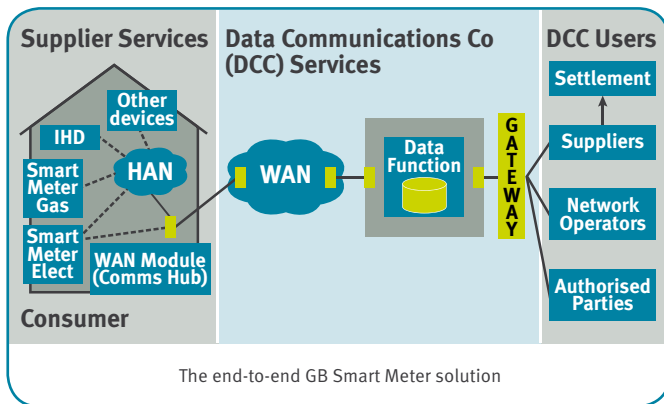 Supplier Services
Data Communications Co
(DCC) Services
DCC Users
Other
devices
IHD
HAN
Smart
Meter
Gas
Smart
Meter
Elect
WAN Module
(Comms Hub)
Consumer
WAN
Data
Function
GATEWAY
Settlement
Suppliers
Network
Operators
Authorised
Parties
The end-to-end GB Smart Meter solution